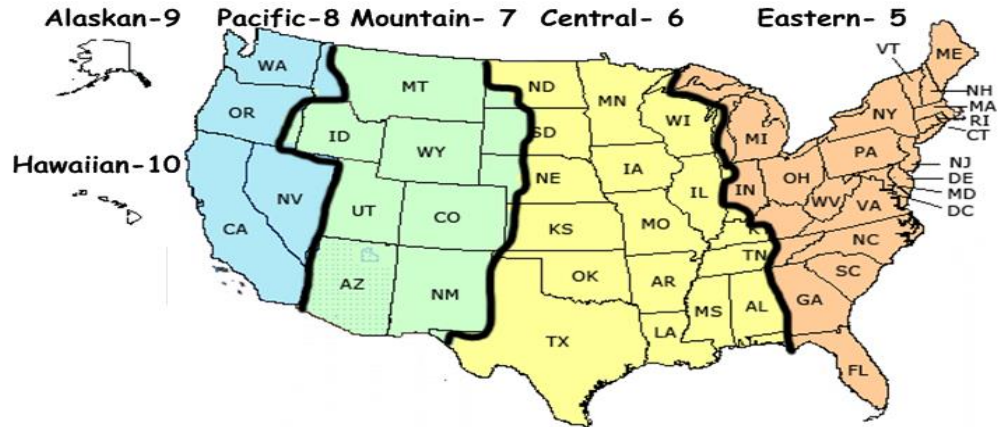 Alaskan-9 Pacific-8 Mountain- 7 Central- 6 Eastern- 5
VT ME
WA MT ND MN NH
MA
OR NY RI
ID SD WI MI CT
WY PA
Hawaiian-10 IA NJ
NE OH DE
NV IL IN MD
UT CO WV VA DC
CA KS MO K
NC
TN
AZ OK AR SC
NM MS AL GA
LA
TX
FL